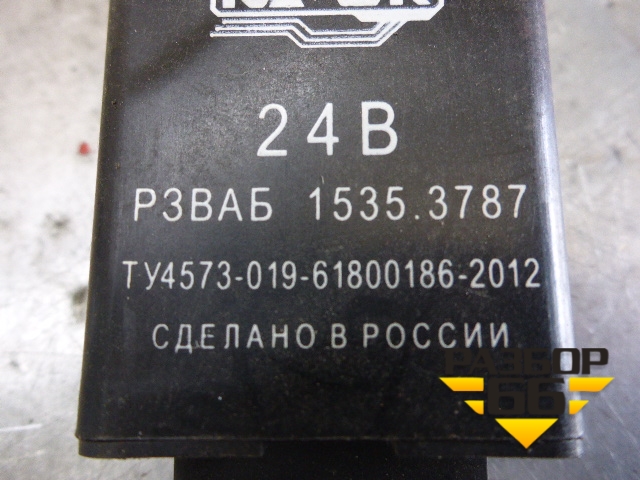 24В
РЗВАБ 1535.3787
ТУ4573-019-61800186-2012
СДЕЛАНО В РОССИИ
РАЗБОР
66